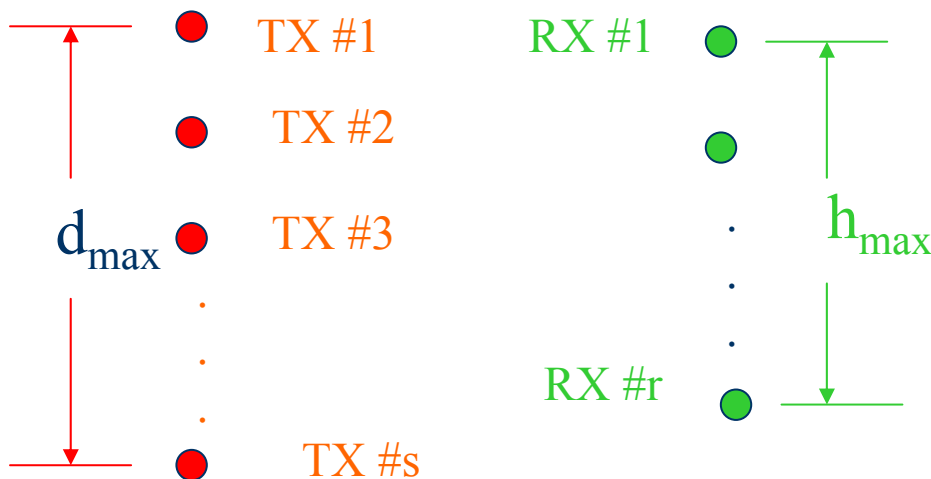 TX #1
RX #1
TX #2
TX #3
d_max
h_max
RX #r
TX #s